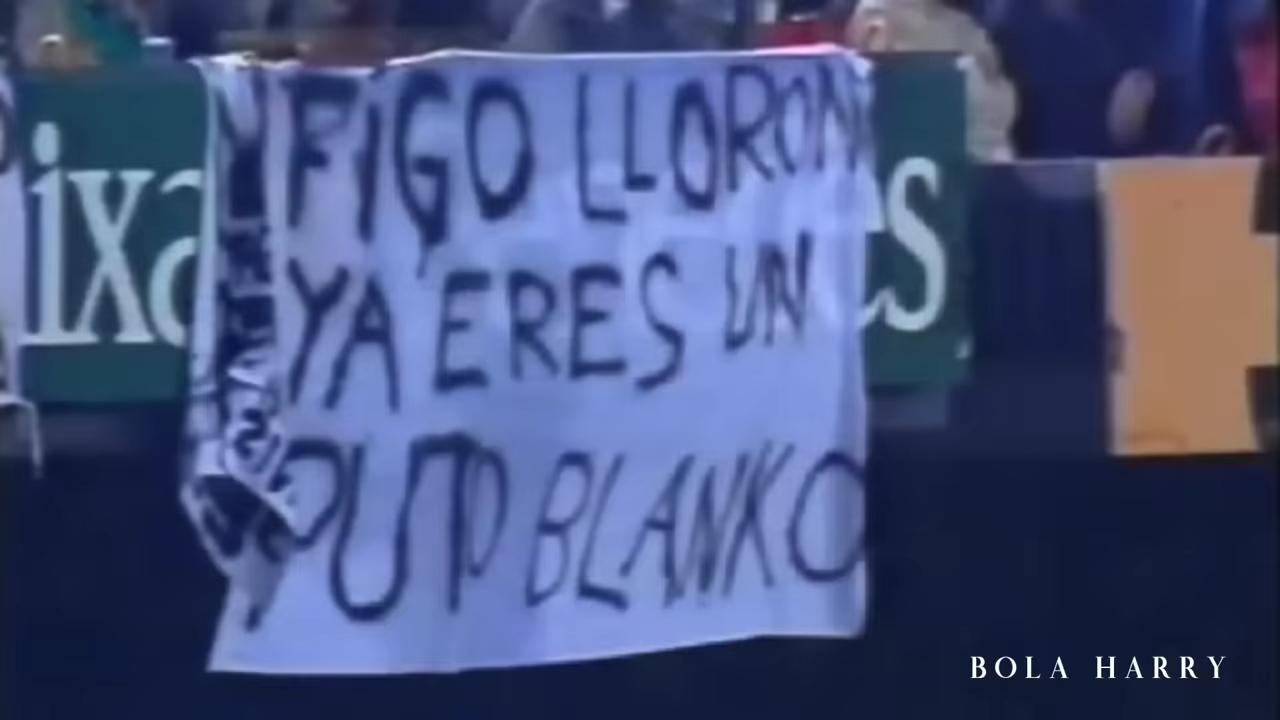 FIGO LLORON
YA ERES UN
PUTO BLANKO
ixa
es
BOLA HARRY